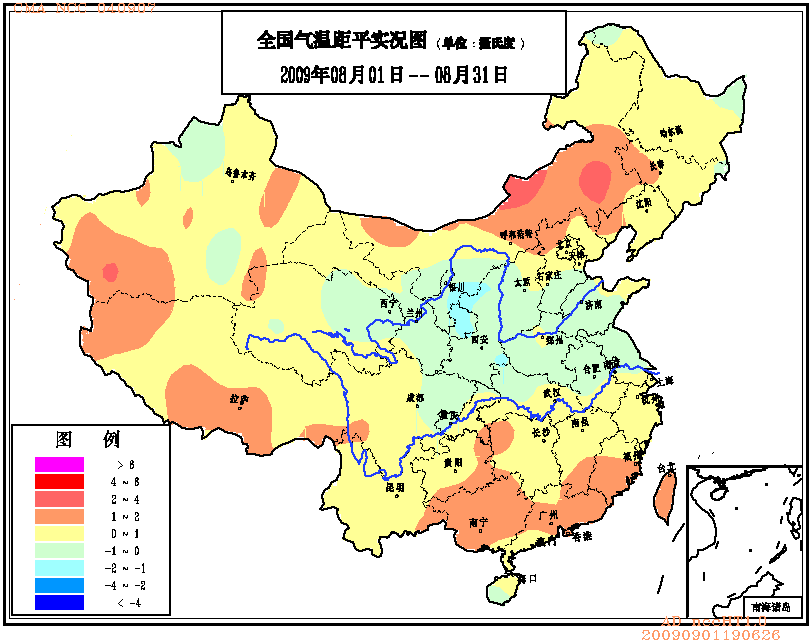 CMA NCC 040907
全国气温距平实况图 (单位:摄氏度)
2009年08月01日--08月31日
哈尔滨
长春
乌鲁木齐
沈阳
呼和浩特
北京
天津
银川
太原
石家庄
西宁
兰州
济南
西安
郑州
合肥
南京
上海
拉萨
成都
武汉
杭州
重庆
南昌
长沙
贵阳
福州
台北
昆明
南宁
广州
澳门
香港
海口
图 例
> 6
4 ~ 6
2 ~ 4
1 ~ 2
0 ~ 1
-1 ~ 0
-2 ~ -1
-4 ~ -2
< -4
南海诸岛
20090901190626